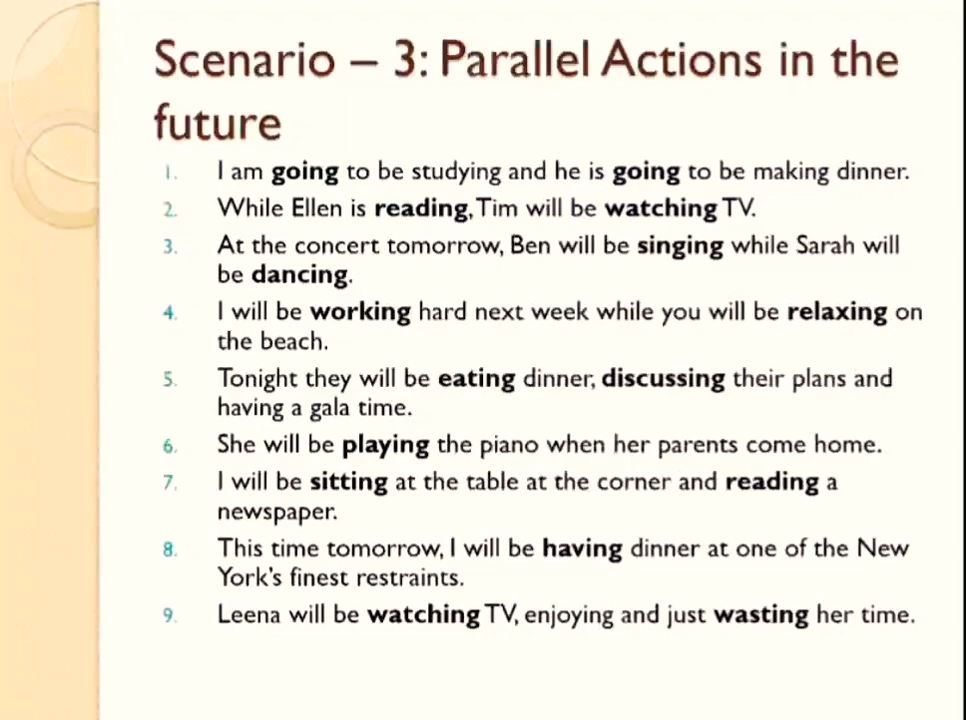 Scenario – 3: Parallel Actions in the
future
1. I am going to be studying and he is going to be making dinner.
2. While Ellen is reading, Tim will be watching TV.
3. At the concert tomorrow, Ben will be singing while Sarah will
be dancing.
4. I will be working hard next week while you will be relaxing on
the beach.
5. Tonight they will be eating dinner, discussing their plans and
having a gala time.
6. She will be playing the piano when her parents come home.
7. I will be sitting at the table at the corner and reading a
newspaper.
8. This time tomorrow, I will be having dinner at one of the New
York's finest restraints.
9. Leena will be watching TV, enjoying and just wasting her time.